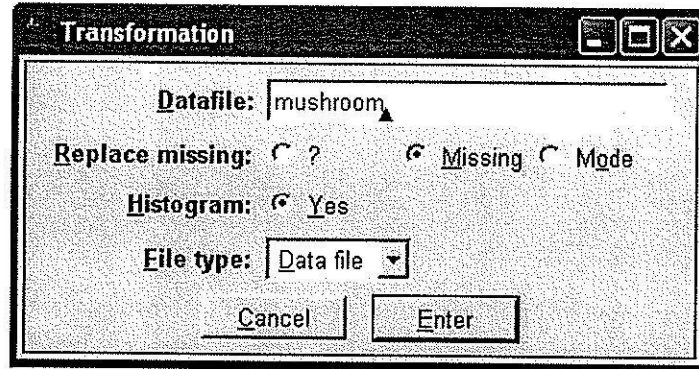 Transformation
Datafile: mushroom
Replace missing: ? Missing Mode
Histogram: Yes
File type: Data file
Cancel Enter